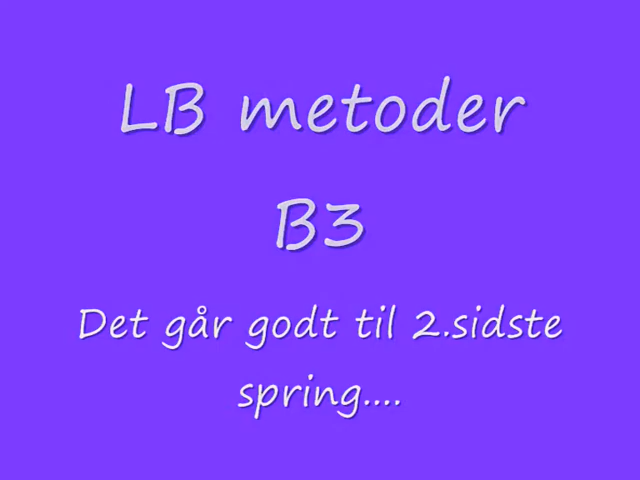 LB metoder
B3
Det går godt til 2.sidste
spring....